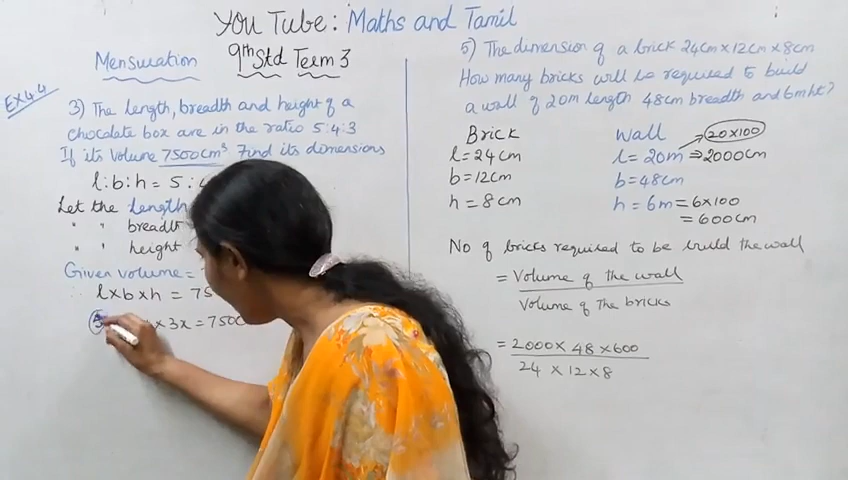 You Tube: Maths and Tamil
9th Std Term 3
Mensuration
EX 4.4
3) The length, breadth and height of a
chocolate box are in the ratio 5:4:3
If its volume 7500cm³ Find its dimensions
l:b:h = 5:
Let the length
" " breadth
" " height
Given volume =
l×b×h = 75
×3x = 750
5) The dimension of a brick 24cm×12cm×8cm
How many bricks will be required to build
a wall of 20m length 48cm breadth and 6m ht?
Brick
l = 24cm
b = 12cm
h = 8cm
Wall
20×100
l = 20m ⇒ 2000cm
b = 48cm
h = 6m = 6×100
= 600cm
No of bricks required to be build the wall
= Volume of the wall
Volume of the bricks
= 2000× 48 ×600
24 × 12 × 8